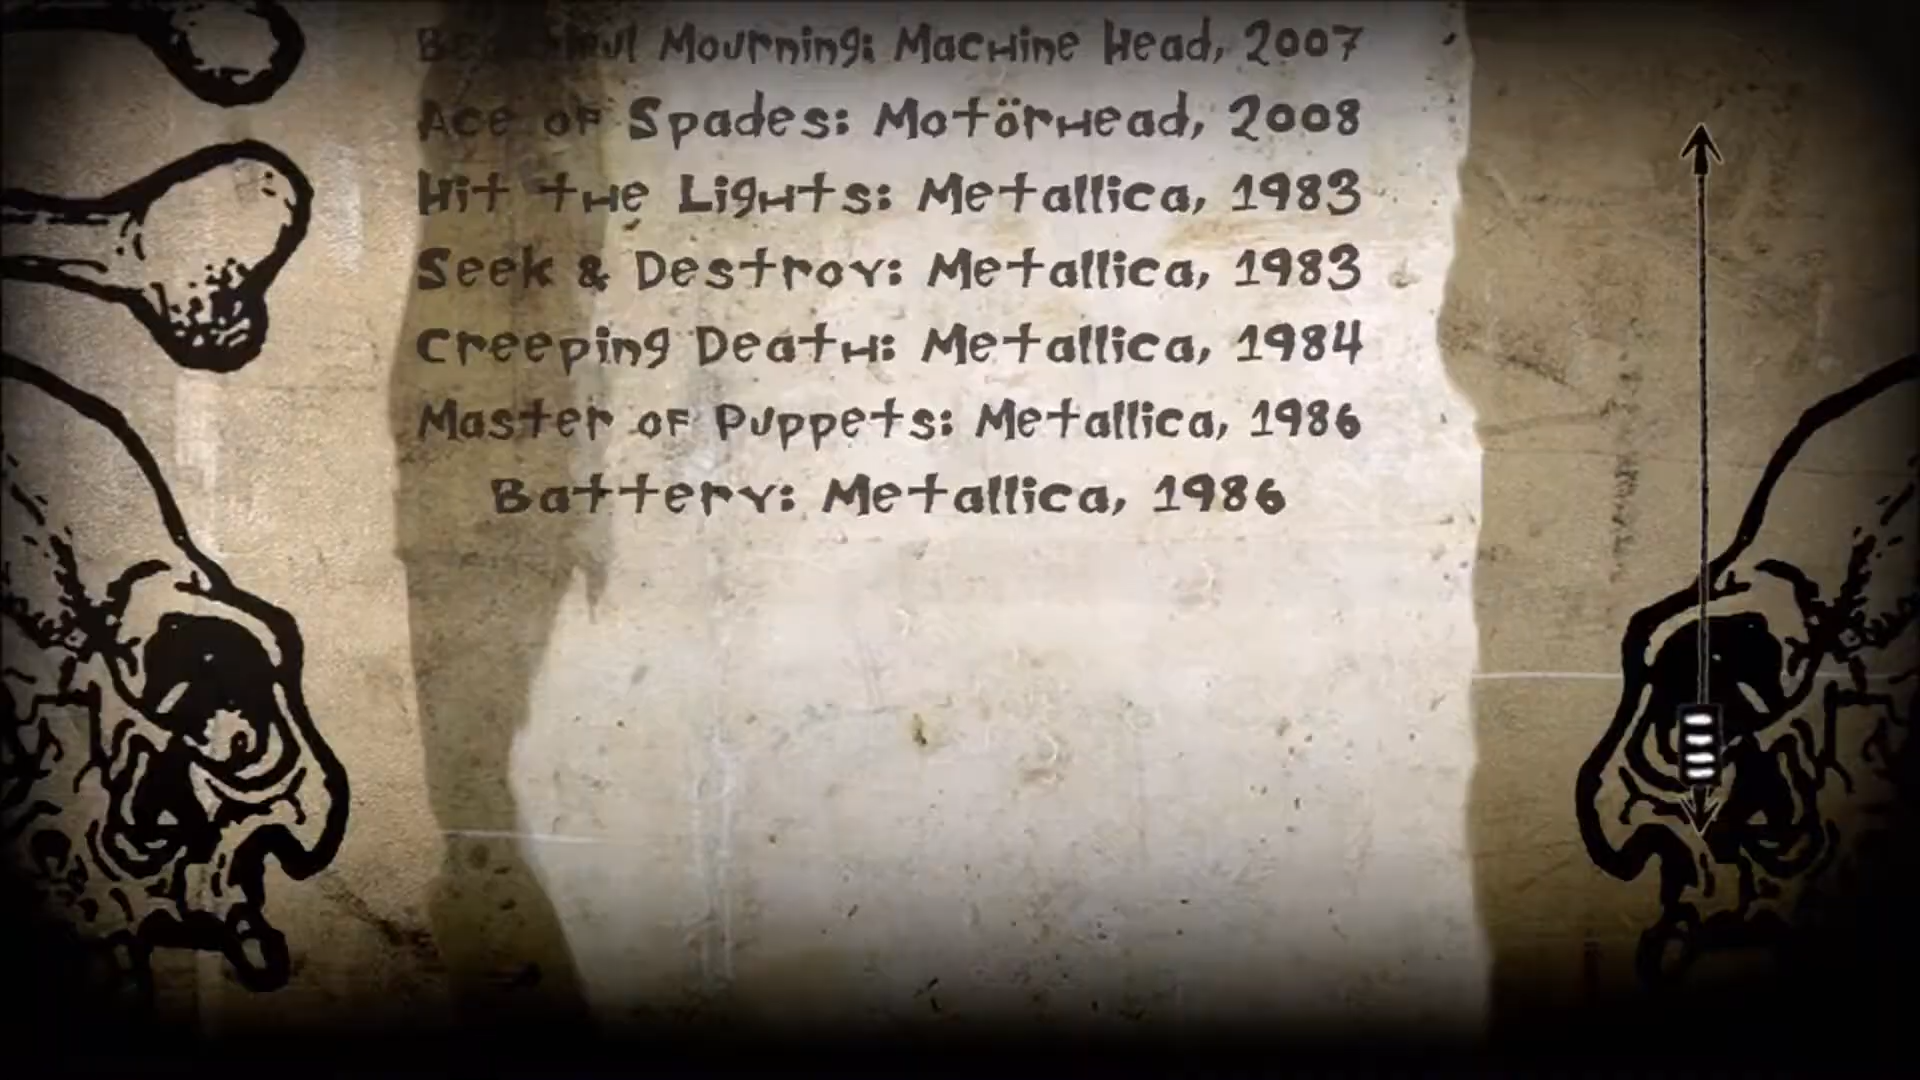 Beautiful Mourning: Machine Head, 2007
Ace of Spades: Motörhead, 2008
Hit the Lights: Metallica, 1983
Seek & Destroy: Metallica, 1983
Creeping Death: Metallica, 1984
Master of Puppets: Metallica, 1986
Battery: Metallica, 1986